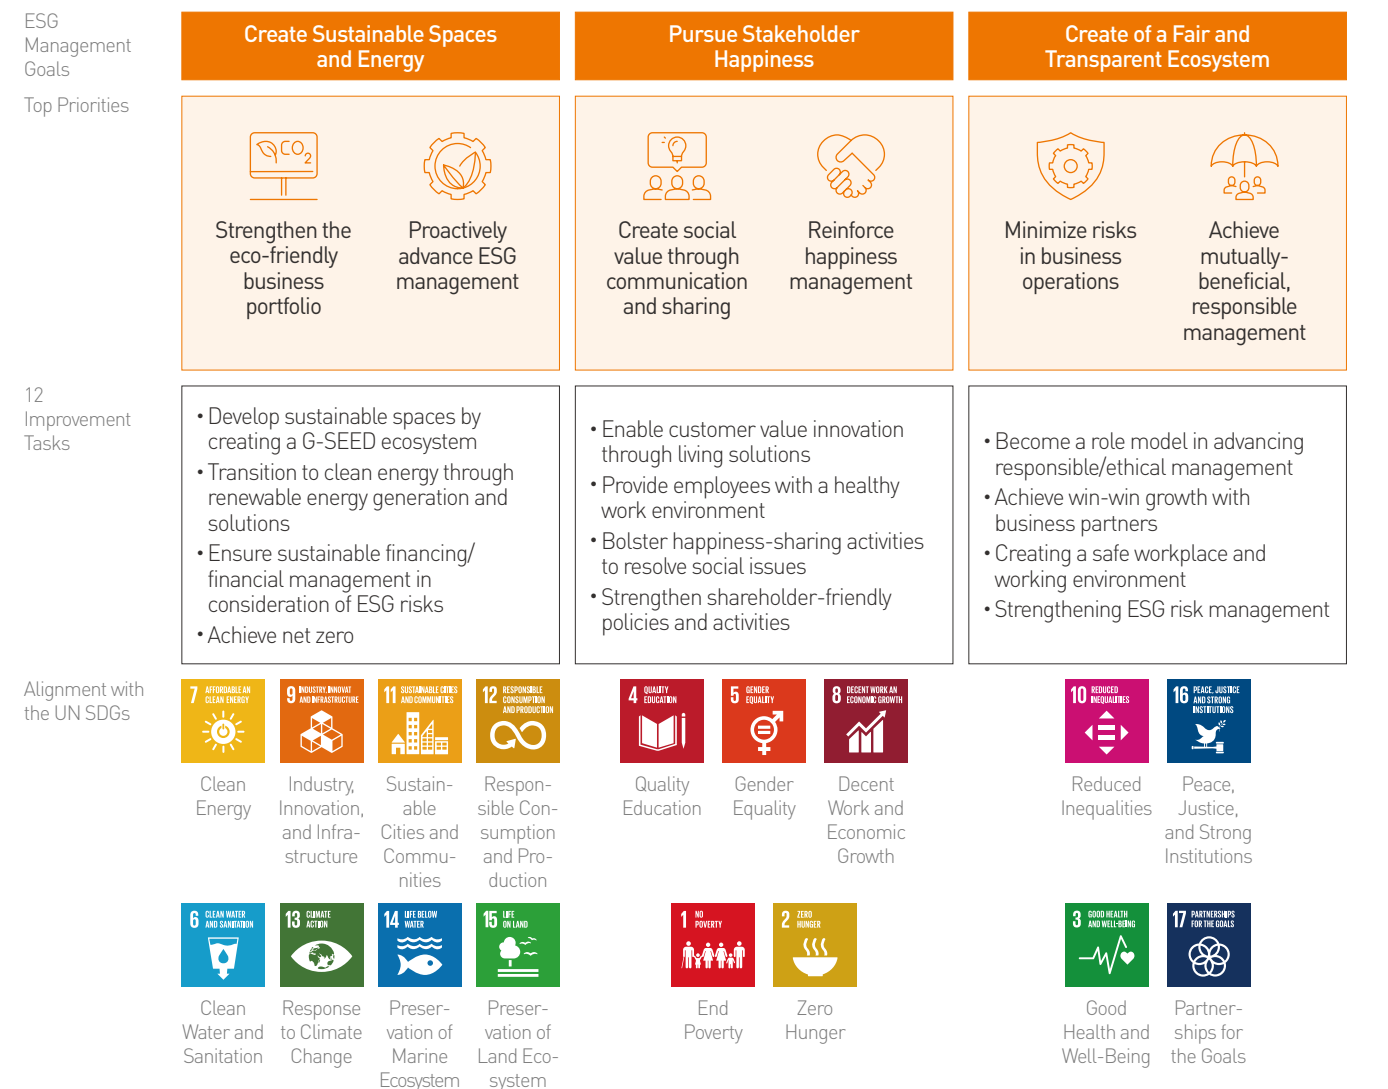 ESG
Management
Goals
Create Sustainable Spaces
and Energy
Pursue Stakeholder
Happiness
Create of a Fair and
Transparent Ecosystem
Top Priorities
CO2
Strengthen the
eco-friendly
business
portfolio
Proactively
advance ESG
management
Create social
value through
communication
and sharing
Reinforce
happiness
management
Minimize risks
in business
operations
Achieve
mutually-
beneficial,
responsible
management
12
Improvement
Tasks
• Develop sustainable spaces by
creating a G-SEED ecosystem
• Transition to clean energy through
renewable energy generation and
solutions
• Ensure sustainable financing/
financial management in
consideration of ESG risks
• Achieve net zero
• Enable customer value innovation
through living solutions
• Provide employees with a healthy
work environment
• Bolster happiness-sharing activities
to resolve social issues
• Strengthen shareholder-friendly
policies and activities
• Become a role model in advancing
responsible/ethical management
• Achieve win-win growth with
business partners
• Creating a safe workplace and
working environment
• Strengthening ESG risk management
Alignment with
the UN SDGs
7 AFFORDABLE AN
CLEAN ENERGY
Clean
Energy
9 INDUSTRY, INNOVAT
AND INFRASTRUCTURE
Industry,
Innovation,
and Infra-
structure
11 SUSTAINABLE CITIES
AND COMMUNITIES
Sustain-
able
Cities and
Commu-
nities
12 RESPONSIBLE
CONSUMPTION
AND PRODUCTION
Respon-
sible Con-
sumption
and Pro-
duction
4 QUALITY
EDUCATION
Quality
Education
5 GENDER
EQUALITY
Gender
Equality
8 DECENT WORK AN
ECONOMIC GROWTH
Decent
Work and
Economic
Growth
10 REDUCED
INEQUALITIES
Reduced
Inequalities
16 PEACE, JUSTICE
AND STRONG
INSTITUTIONS
Peace,
Justice,
and Strong
Institutions
6 CLEAN WATER
AND SANITATION
Clean
Water and
Sanitation
13 CLIMATE
ACTION
Response
to Climate
Change
14 LIFE BELOW
WATER
Preser-
vation of
Marine
Ecosystem
15 LIFE
ON LAND
Preser-
vation of
Land Eco-
system
1 NO
POVERTY
End
Poverty
2 ZERO
HUNGER
Zero
Hunger
3 GOOD HEALTH
AND WELL-BEING
Good
Health and
Well-Being
17 PARTNERSHIPS
FOR THE GOALS
Partner-
ships for
the Goals